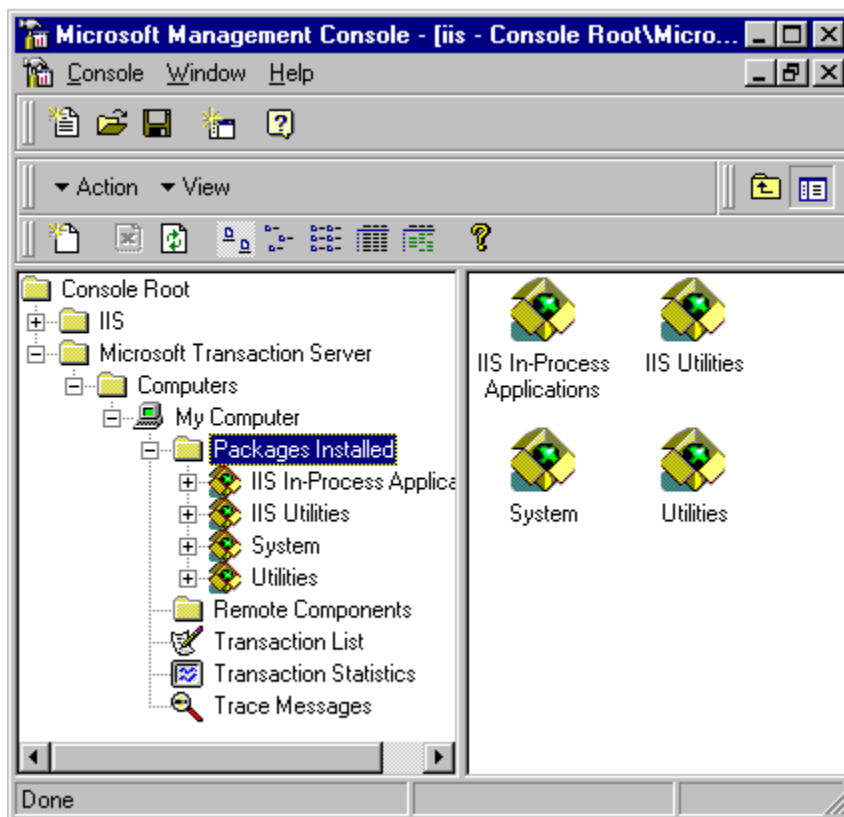 Microsoft Management Console - [iis - Console Root\Micro...
Console Window Help
Action View
Console Root
IIS
Microsoft Transaction Server
Computers
My Computer
Packages Installed
IIS In-Process Applica
IIS Utilities
System
Utilities
Remote Components
Transaction List
Transaction Statistics
Trace Messages
IIS In-Process
Applications
IIS Utilities
System
Utilities
Done